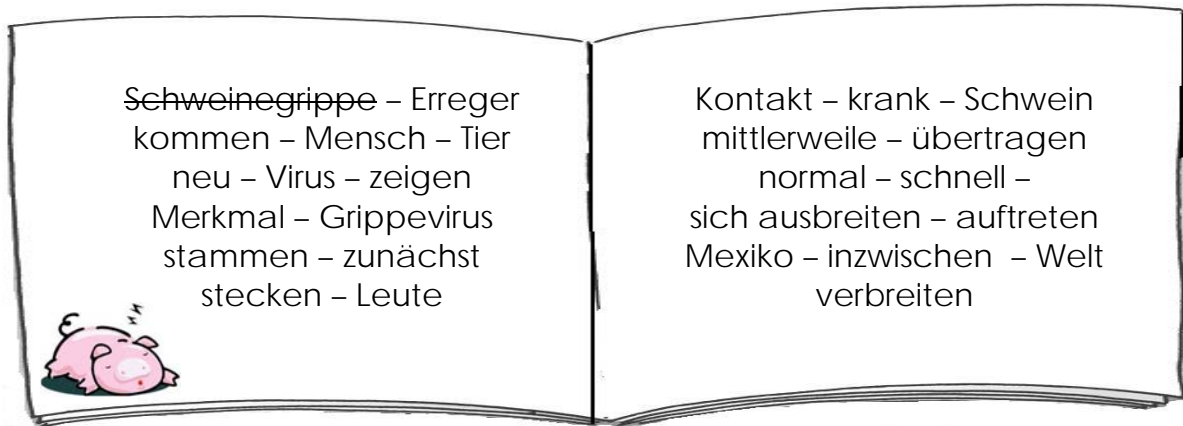 Schweinegrippe – Erreger
kommen – Mensch – Tier
neu – Virus – zeigen
Merkmal – Grippevirus
stammen – zunächst
stecken – Leute
Kontakt – krank – Schwein
mittlerweile – übertragen
normal – schnell –
sich ausbreiten – auftreten
Mexiko – inzwischen – Welt
verbreiten